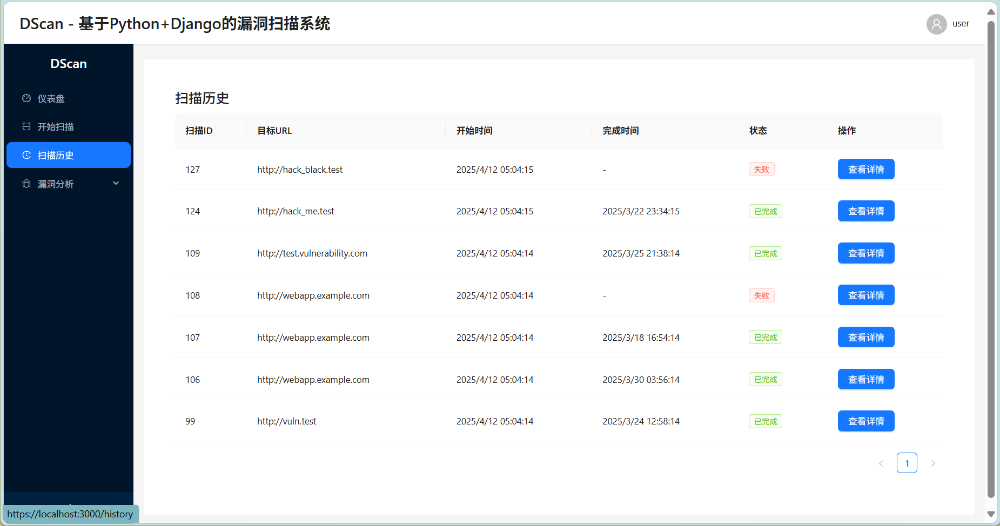 DScan - 基于Python+Django的漏洞扫描系统
user
DScan
仪表盘
开始扫描
扫描历史
漏洞分析
扫描历史
扫描ID 目标URL 开始时间 完成时间 状态 操作
127 http://hack_black.test 2025/4/12 05:04:15 - 失败 查看详情
124 http://hack_me.test 2025/4/12 05:04:15 2025/3/22 23:34:15 已完成 查看详情
109 http://test.vulnerability.com 2025/4/12 05:04:14 2025/3/25 21:38:14 已完成 查看详情
108 http://webapp.example.com 2025/4/12 05:04:14 - 失败 查看详情
107 http://webapp.example.com 2025/4/12 05:04:14 2025/3/18 16:54:14 已完成 查看详情
106 http://webapp.example.com 2025/4/12 05:04:14 2025/3/30 03:56:14 已完成 查看详情
99 http://vuln.test 2025/4/12 05:04:14 2025/3/24 12:58:14 已完成 查看详情
< 1 >
https://localhost:3000/history